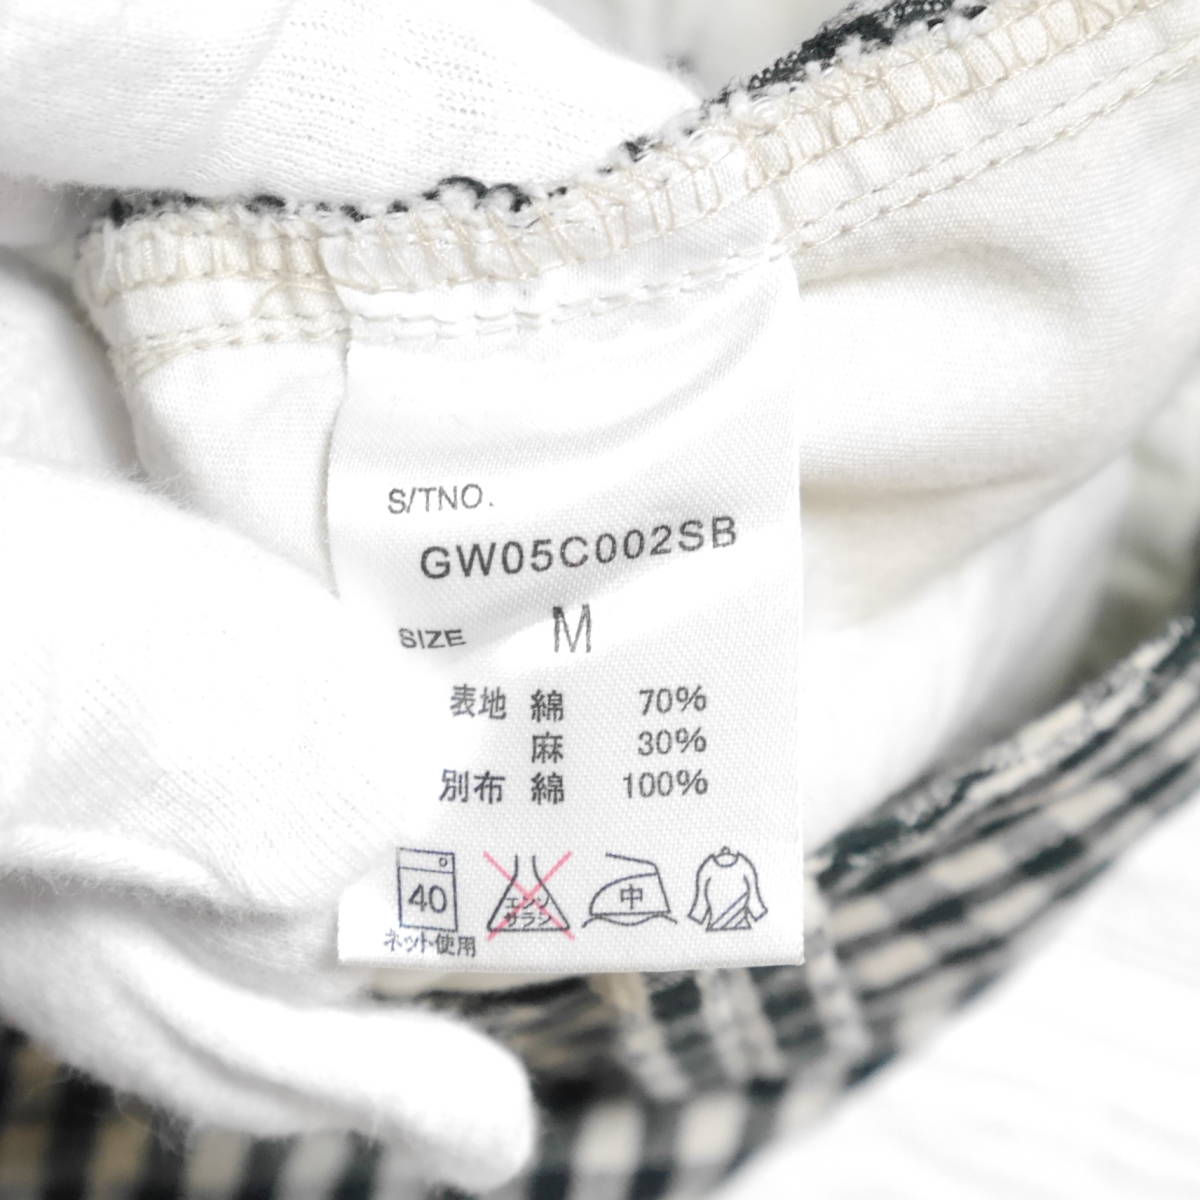 S/TNO.
GW05C002SB
SIZE M
表地 綿 70%
麻 30%
別布 綿 100%
40
エンソ
サラシ
中
ネット使用